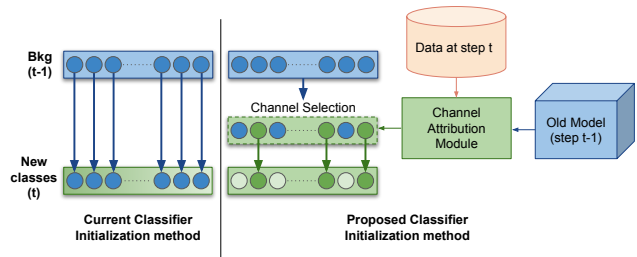 Bkg
(t-1)
New
classes
(t)
Current Classifier
Initialization method
Channel Selection
Data at step t
Channel
Attribution
Module
Old Model
(step t-1)
Proposed Classifier
Initialization method